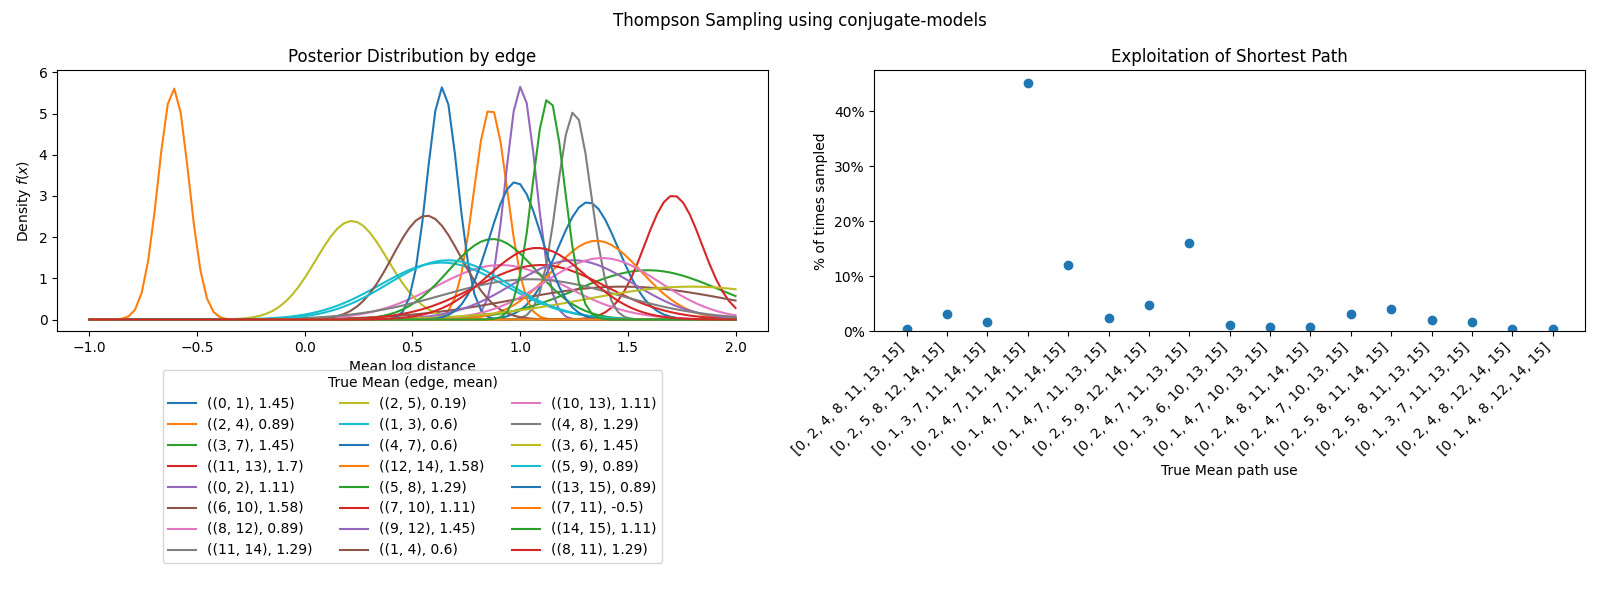 Thompson Sampling using conjugate-models
Posterior Distribution by edge
Density f(x)
6
5
4
3
2
1
0
−1.0
−0.5
0.0
0.5
1.0
1.5
2.0
Mean log distance
True Mean (edge, mean)
((0, 1), 1.45)
((2, 4), 0.89)
((3, 7), 1.45)
((11, 13), 1.7)
((0, 2), 1.11)
((6, 10), 1.58)
((8, 12), 0.89)
((11, 14), 1.29)
((2, 5), 0.19)
((1, 3), 0.6)
((4, 7), 0.6)
((12, 14), 1.58)
((5, 8), 1.29)
((7, 10), 1.11)
((9, 12), 1.45)
((1, 4), 0.6)
((10, 13), 1.11)
((4, 8), 1.29)
((3, 6), 1.45)
((5, 9), 0.89)
((13, 15), 0.89)
((7, 11), -0.5)
((14, 15), 1.11)
((8, 11), 1.29)
Exploitation of Shortest Path
% of times sampled
40%
30%
20%
10%
0%
[0, 2, 4, 8, 11, 13, 15]
[0, 2, 5, 8, 12, 14, 15]
[0, 1, 3, 7, 11, 14, 15]
[0, 2, 4, 7, 11, 14, 15]
[0, 1, 4, 7, 11, 14, 15]
[0, 1, 4, 7, 11, 13, 15]
[0, 2, 5, 9, 12, 14, 15]
[0, 2, 4, 7, 11, 13, 15]
[0, 1, 3, 6, 10, 13, 15]
[0, 1, 4, 7, 10, 13, 15]
[0, 2, 4, 8, 11, 14, 15]
[0, 2, 4, 7, 10, 13, 15]
[0, 2, 5, 8, 11, 14, 15]
[0, 2, 5, 8, 11, 13, 15]
[0, 1, 3, 7, 11, 13, 15]
[0, 2, 4, 8, 12, 14, 15]
[0, 1, 4, 8, 12, 14, 15]
True Mean path use